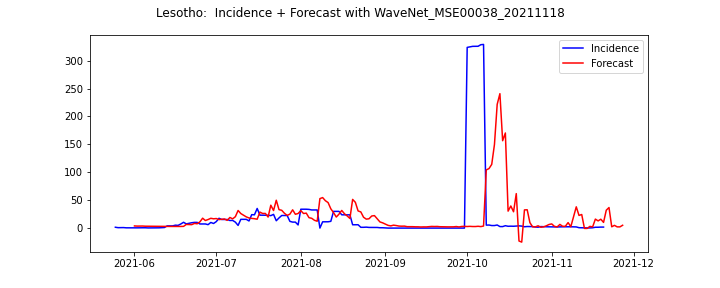 Lesotho:  Incidence + Forecast with WaveNet_MSE00038_20211118
Incidence
Forecast
300
250
200
150
100
50
0
2021-06 2021-07 2021-08 2021-09 2021-10 2021-11 2021-12